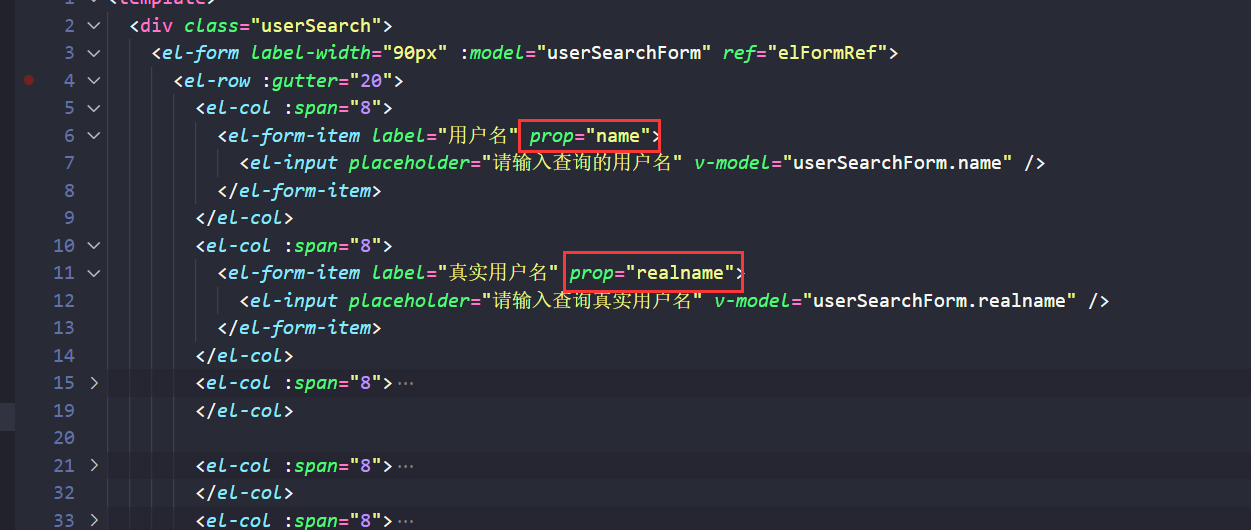 1 <template>
2 <div class="userSearch">
3 <el-form label-width="90px" :model="userSearchForm" ref="elFormRef">
4 <el-row :gutter="20">
5 <el-col :span="8">
6 <el-form-item label="用户名" prop="name">
7 <el-input placeholder="请输入查询的用户名" v-model="userSearchForm.name" />
8 </el-form-item>
9 </el-col>
10 <el-col :span="8">
11 <el-form-item label="真实用户名" prop="realname">
12 <el-input placeholder="请输入查询真实用户名" v-model="userSearchForm.realname" />
13 </el-form-item>
14 </el-col>
15 <el-col :span="8">···
19 </el-col>
20
21 <el-col :span="8">···
32 </el-col>
33 <el-col :span="8">···